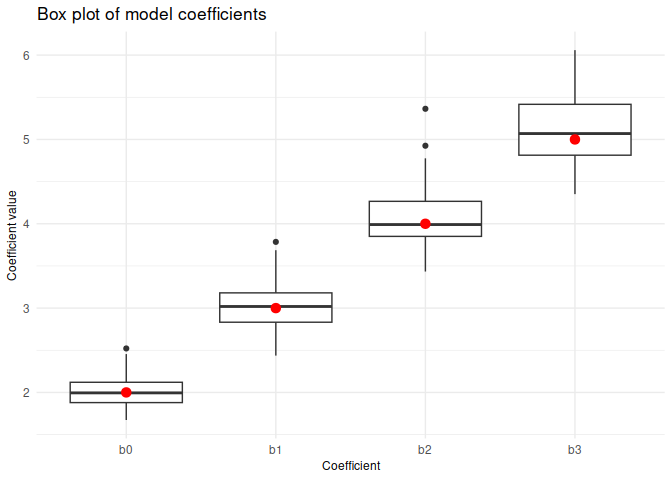 Box plot of model coefficients
6
5
4
3
2
Coefficient value
b0 b1 b2 b3
Coefficient